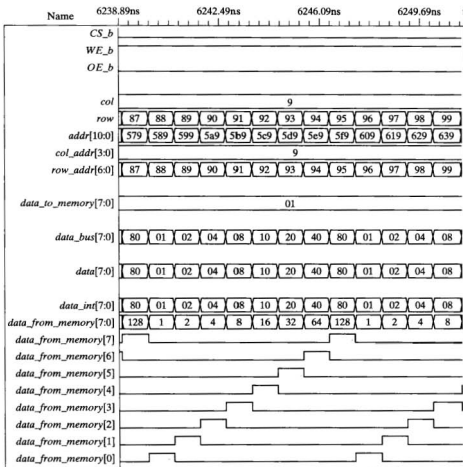 Name 6238.89ns 6242.49ns 6246.09ns 6249.69ns
CS_b
WE_b
OE_b
col 9
row 87 88 89 90 91 92 93 94 95 96 97 98 99
addr[10:0] 579 589 599 5a9 5b9 5c9 5d9 5e9 5f9 609 619 629 639
col_addr[3:0] 9
row_addr[6:0] 87 88 89 90 91 92 93 94 95 96 97 98 99
data_to_memory[7:0] 01
data_bus[7:0] 80 01 02 04 08 10 20 40 80 01 02 04 08
data[7:0] 80 01 02 04 08 10 20 40 80 01 02 04 08
data_int[7:0] 80 01 02 04 08 10 20 40 80 01 02 04 08
data_from_memory[7:0] 128 1 2 4 8 16 32 64 128 1 2 4 8
data_from_memory[7]
data_from_memory[6]
data_from_memory[5]
data_from_memory[4]
data_from_memory[3]
data_from_memory[2]
data_from_memory[1]
data_from_memory[0]